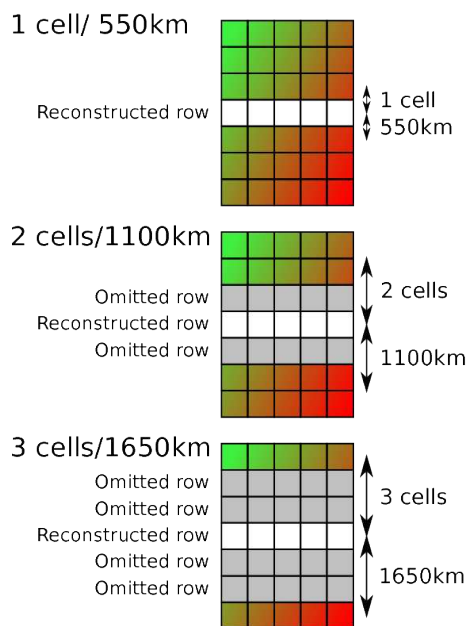 1 cell/ 550km
Reconstructed row
1 cell
550km
2 cells/1100km
Omitted row
Reconstructed row
Omitted row
2 cells
1100km
3 cells/1650km
Omitted row
Omitted row
Reconstructed row
Omitted row
Omitted row
3 cells
1650km